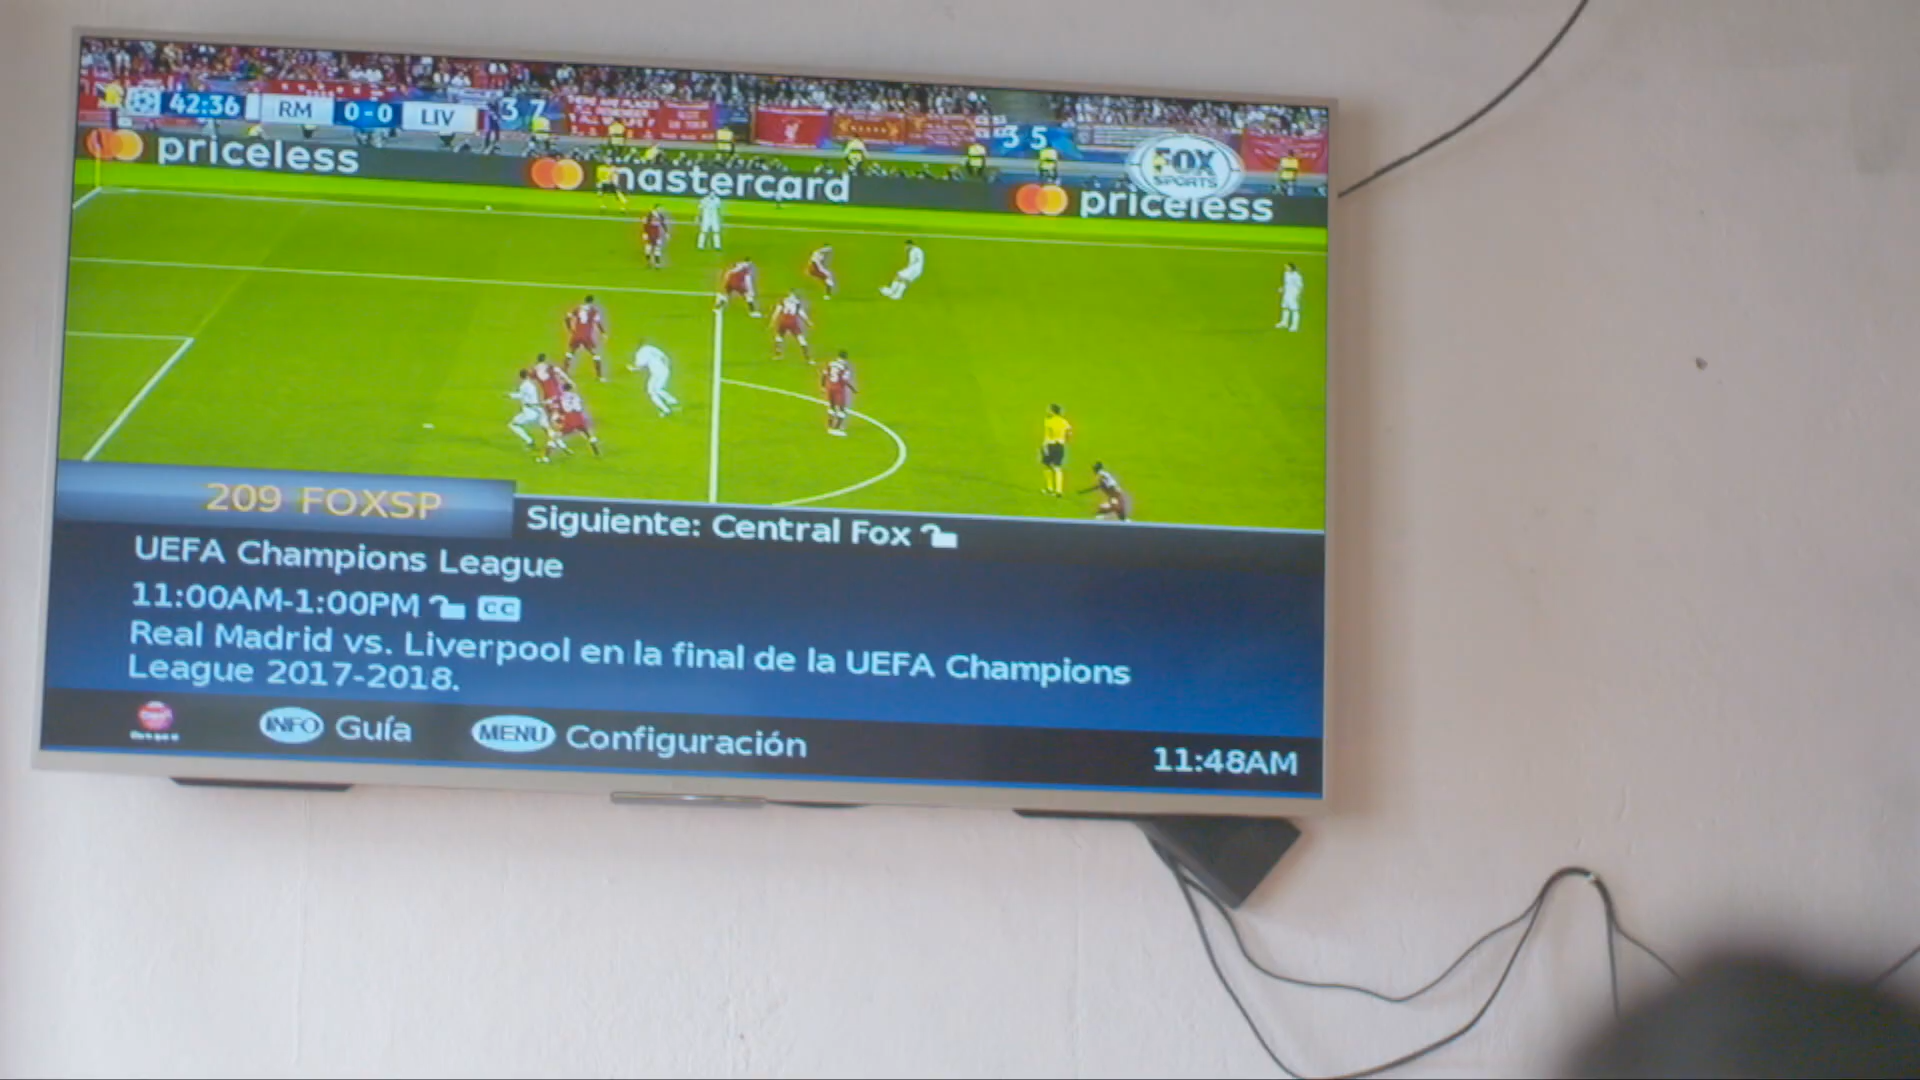 42:36 RM 0-0 LIV
37
35
FOX
SPORTS
priceless
mastercard
priceless
209 FOXSP
Siguiente: Central Fox
UEFA Champions League
11:00AM-1:00PM CC
Real Madrid vs. Liverpool en la final de la UEFA Champions
League 2017-2018.
INFO Guía MENU Configuración 11:48AM